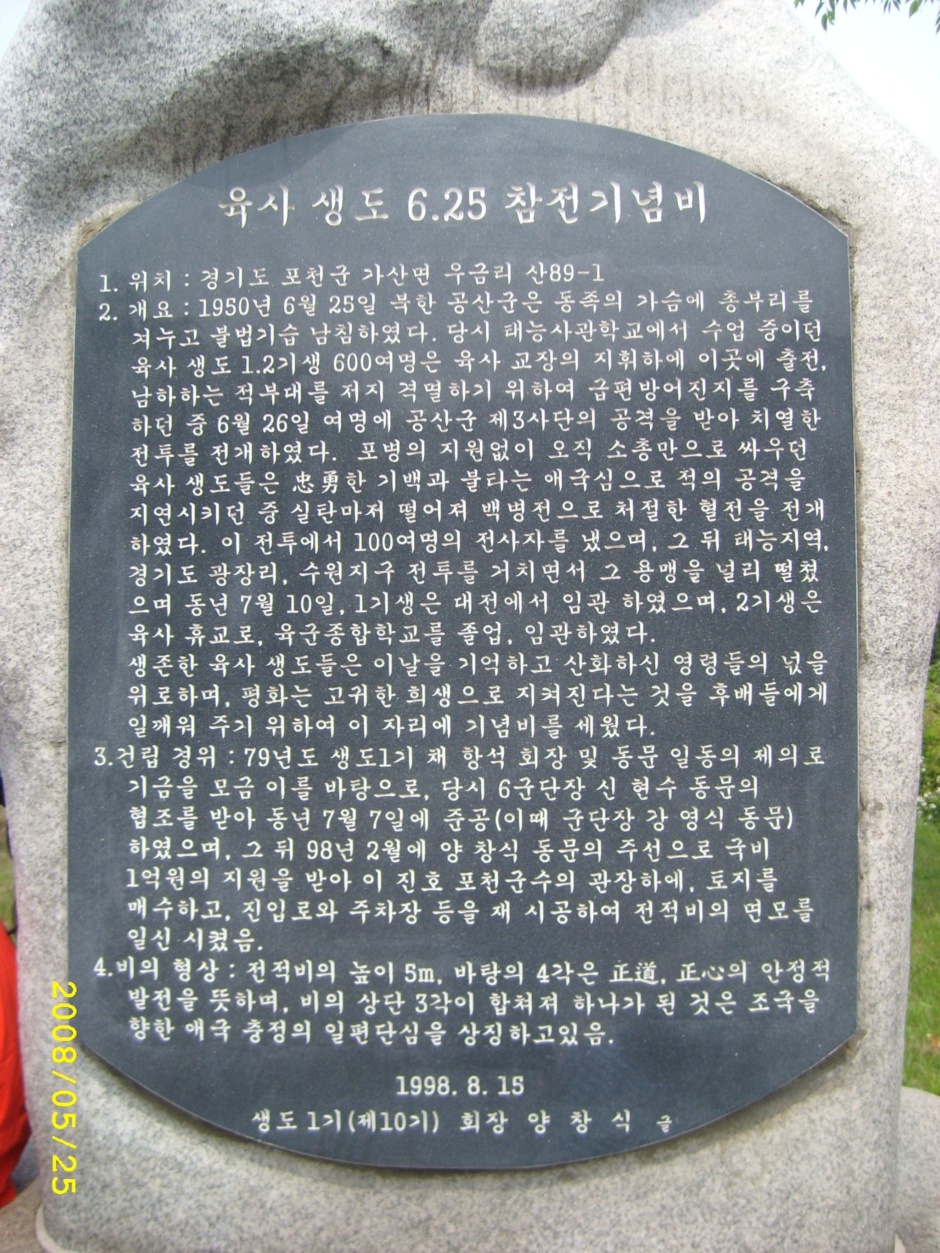 육사 생도 6.25 참전기념비
1. 위치 : 경기도 포천군 가산면 우금리 산89-1
2. 개요 : 1950년 6월 25일 북한 공산군은 동족의 가슴에 총부리를
겨누고 불법기습 남침하였다. 당시 태능사관학교에서 수업 중이던
육사 생도 1.2기생 600여명은 육사 교장의 지휘하에 이곳에 출전,
남하하는 적부대를 저지 격멸하기 위하여 급편방어진지를 구축
하던 중 6월 26일 여명에 공산군 제3사단의 공격을 받아 치열한
전투를 전개하였다. 포병의 지원없이 오직 소총만으로 싸우던
육사 생도들은 忠勇한 기백과 불타는 애국심으로 적의 공격을
지연시키던 중 실탄마저 떨어져 백병전으로 처절한 혈전을 전개
하였다. 이 전투에서 100여명의 전사자를 냈으며, 그 뒤 태능지역,
경기도 광장리, 수원지구 전투를 거치면서 그 용맹을 널리 떨쳤
으며 동년 7월 10일, 1기생은 대전에서 임관 하였으며, 2기생은
육사 휴교로, 육군종합학교를 졸업, 임관하였다.
생존한 육사 생도들은 이날을 기억하고 산화하신 영령들의 넋을
위로하며, 평화는 고귀한 희생으로 지켜진다는 것을 후배들에게
일깨워 주기 위하여 이 자리에 기념비를 세웠다.
3.건립 경위 : 79년도 생도1기 채 항석 회장 및 동문 일동의 제의로
기금을 모금 이를 바탕으로, 당시 6군단장 신 현수 동문의
협조를 받아 동년 7월 7일에 준공(이때 군단장 강 영식 동문)
하였으며, 그 뒤 98년 2월에 양 창식 동문의 주선으로 국비
1억원의 지원을 받아 이 진호 포천군수의 관장하에, 토지를
매수하고, 진입로와 주차장 등을 재 시공하여 전적비의 면모를
일신 시켰음.
4.비의 형상 : 전적비의 높이 5m, 바탕의 4각은 正道, 正心의 안정적
발전을 뜻하며, 비의 상단 3각이 합쳐져 하나가 된 것은 조국을
향한 애국 충정의 일편단심을 상징하고있음.
1998. 8. 15
생도 1기(제10기) 회장 양 창 식 글
2008/05/25